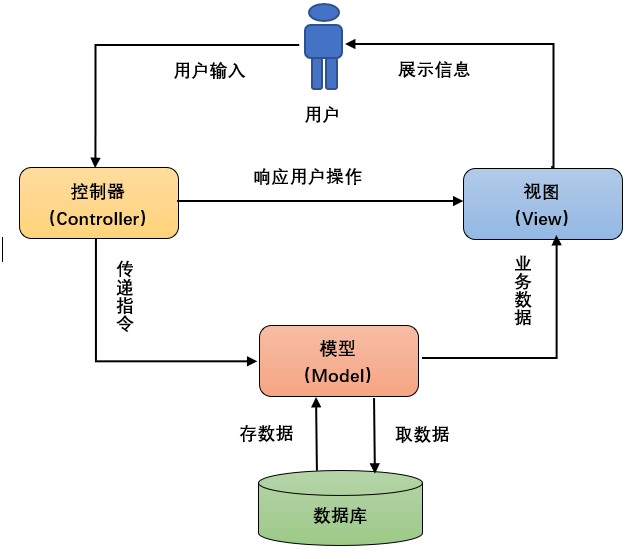 用户输入
展示信息
用户
控制器
（Controller）
响应用户操作
视图
（View）
传递指令
业务数据
模型
（Model）
存数据
取数据
数据库